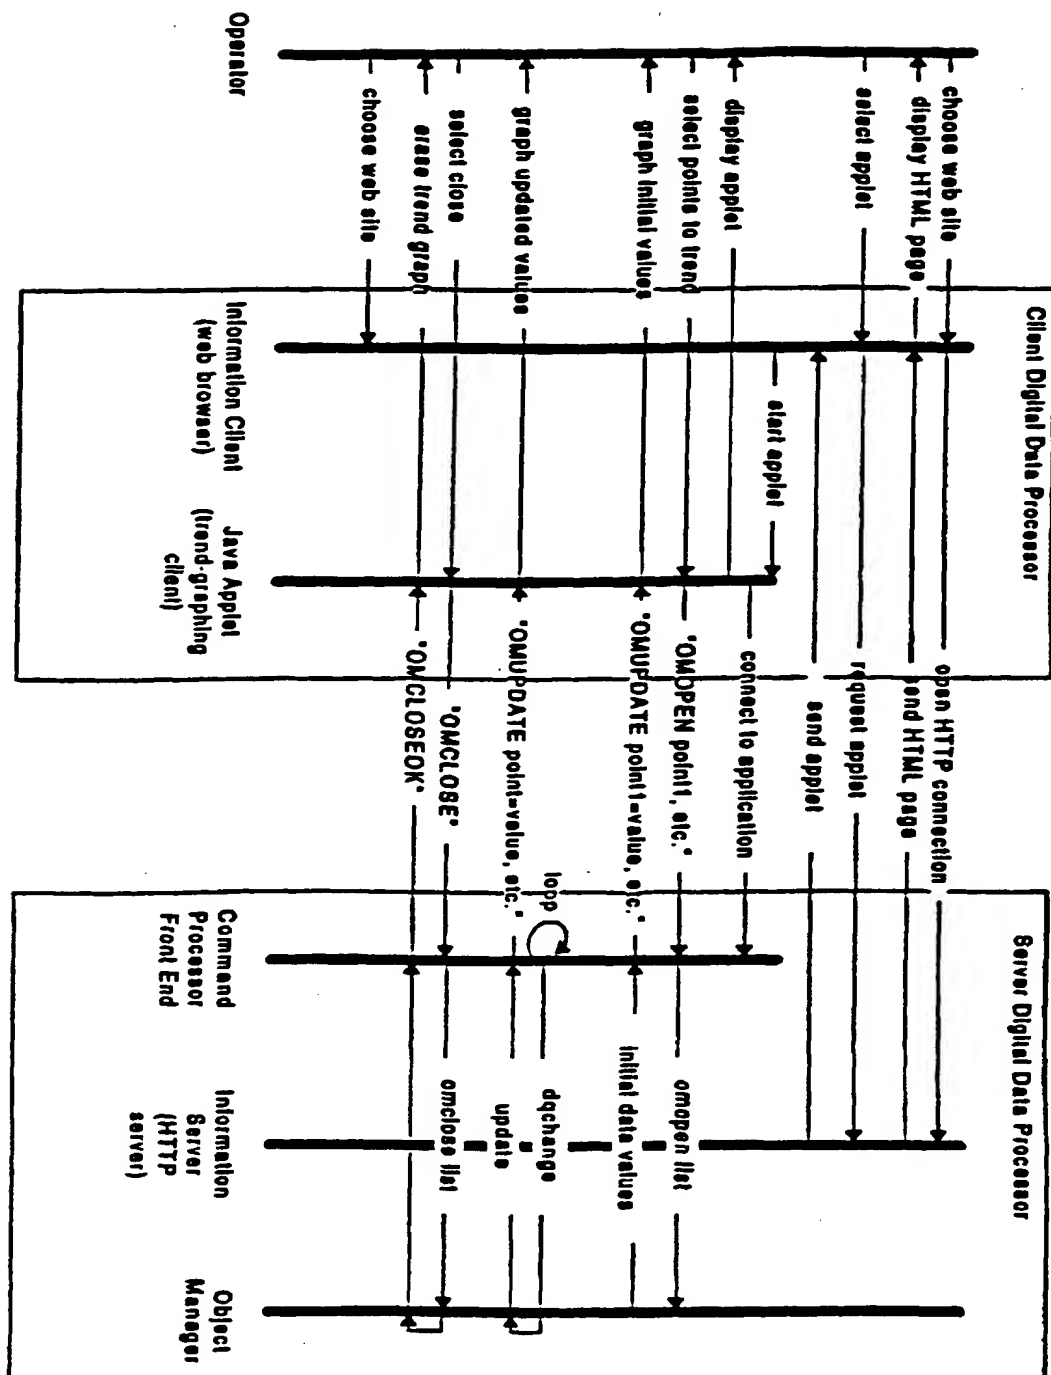 Client Digital Data Processor
Server Digital Data Processor
choose web site
open HTTP connection
display HTML page
send HTML page
select applet
request applet
send applet
start applet
display applet
connect to application
select points to trend
"OMOPEN point1, etc."
omopen list
graph initial values
"OMUPDATE point1=value, etc."
initial data values
loop
dqchange
graph updated values
"OMUPDATE point=value, etc."
update
select close
"OMCLOSE"
omclose list
erase trend graph
"OMCLOSEOK"
choose web site
Operator
Information Client
(web browser)
Java Applet
(trend-graphing
client)
Command
Processor
Front End
Information
Server
(HTTP
server)
Object
Manager